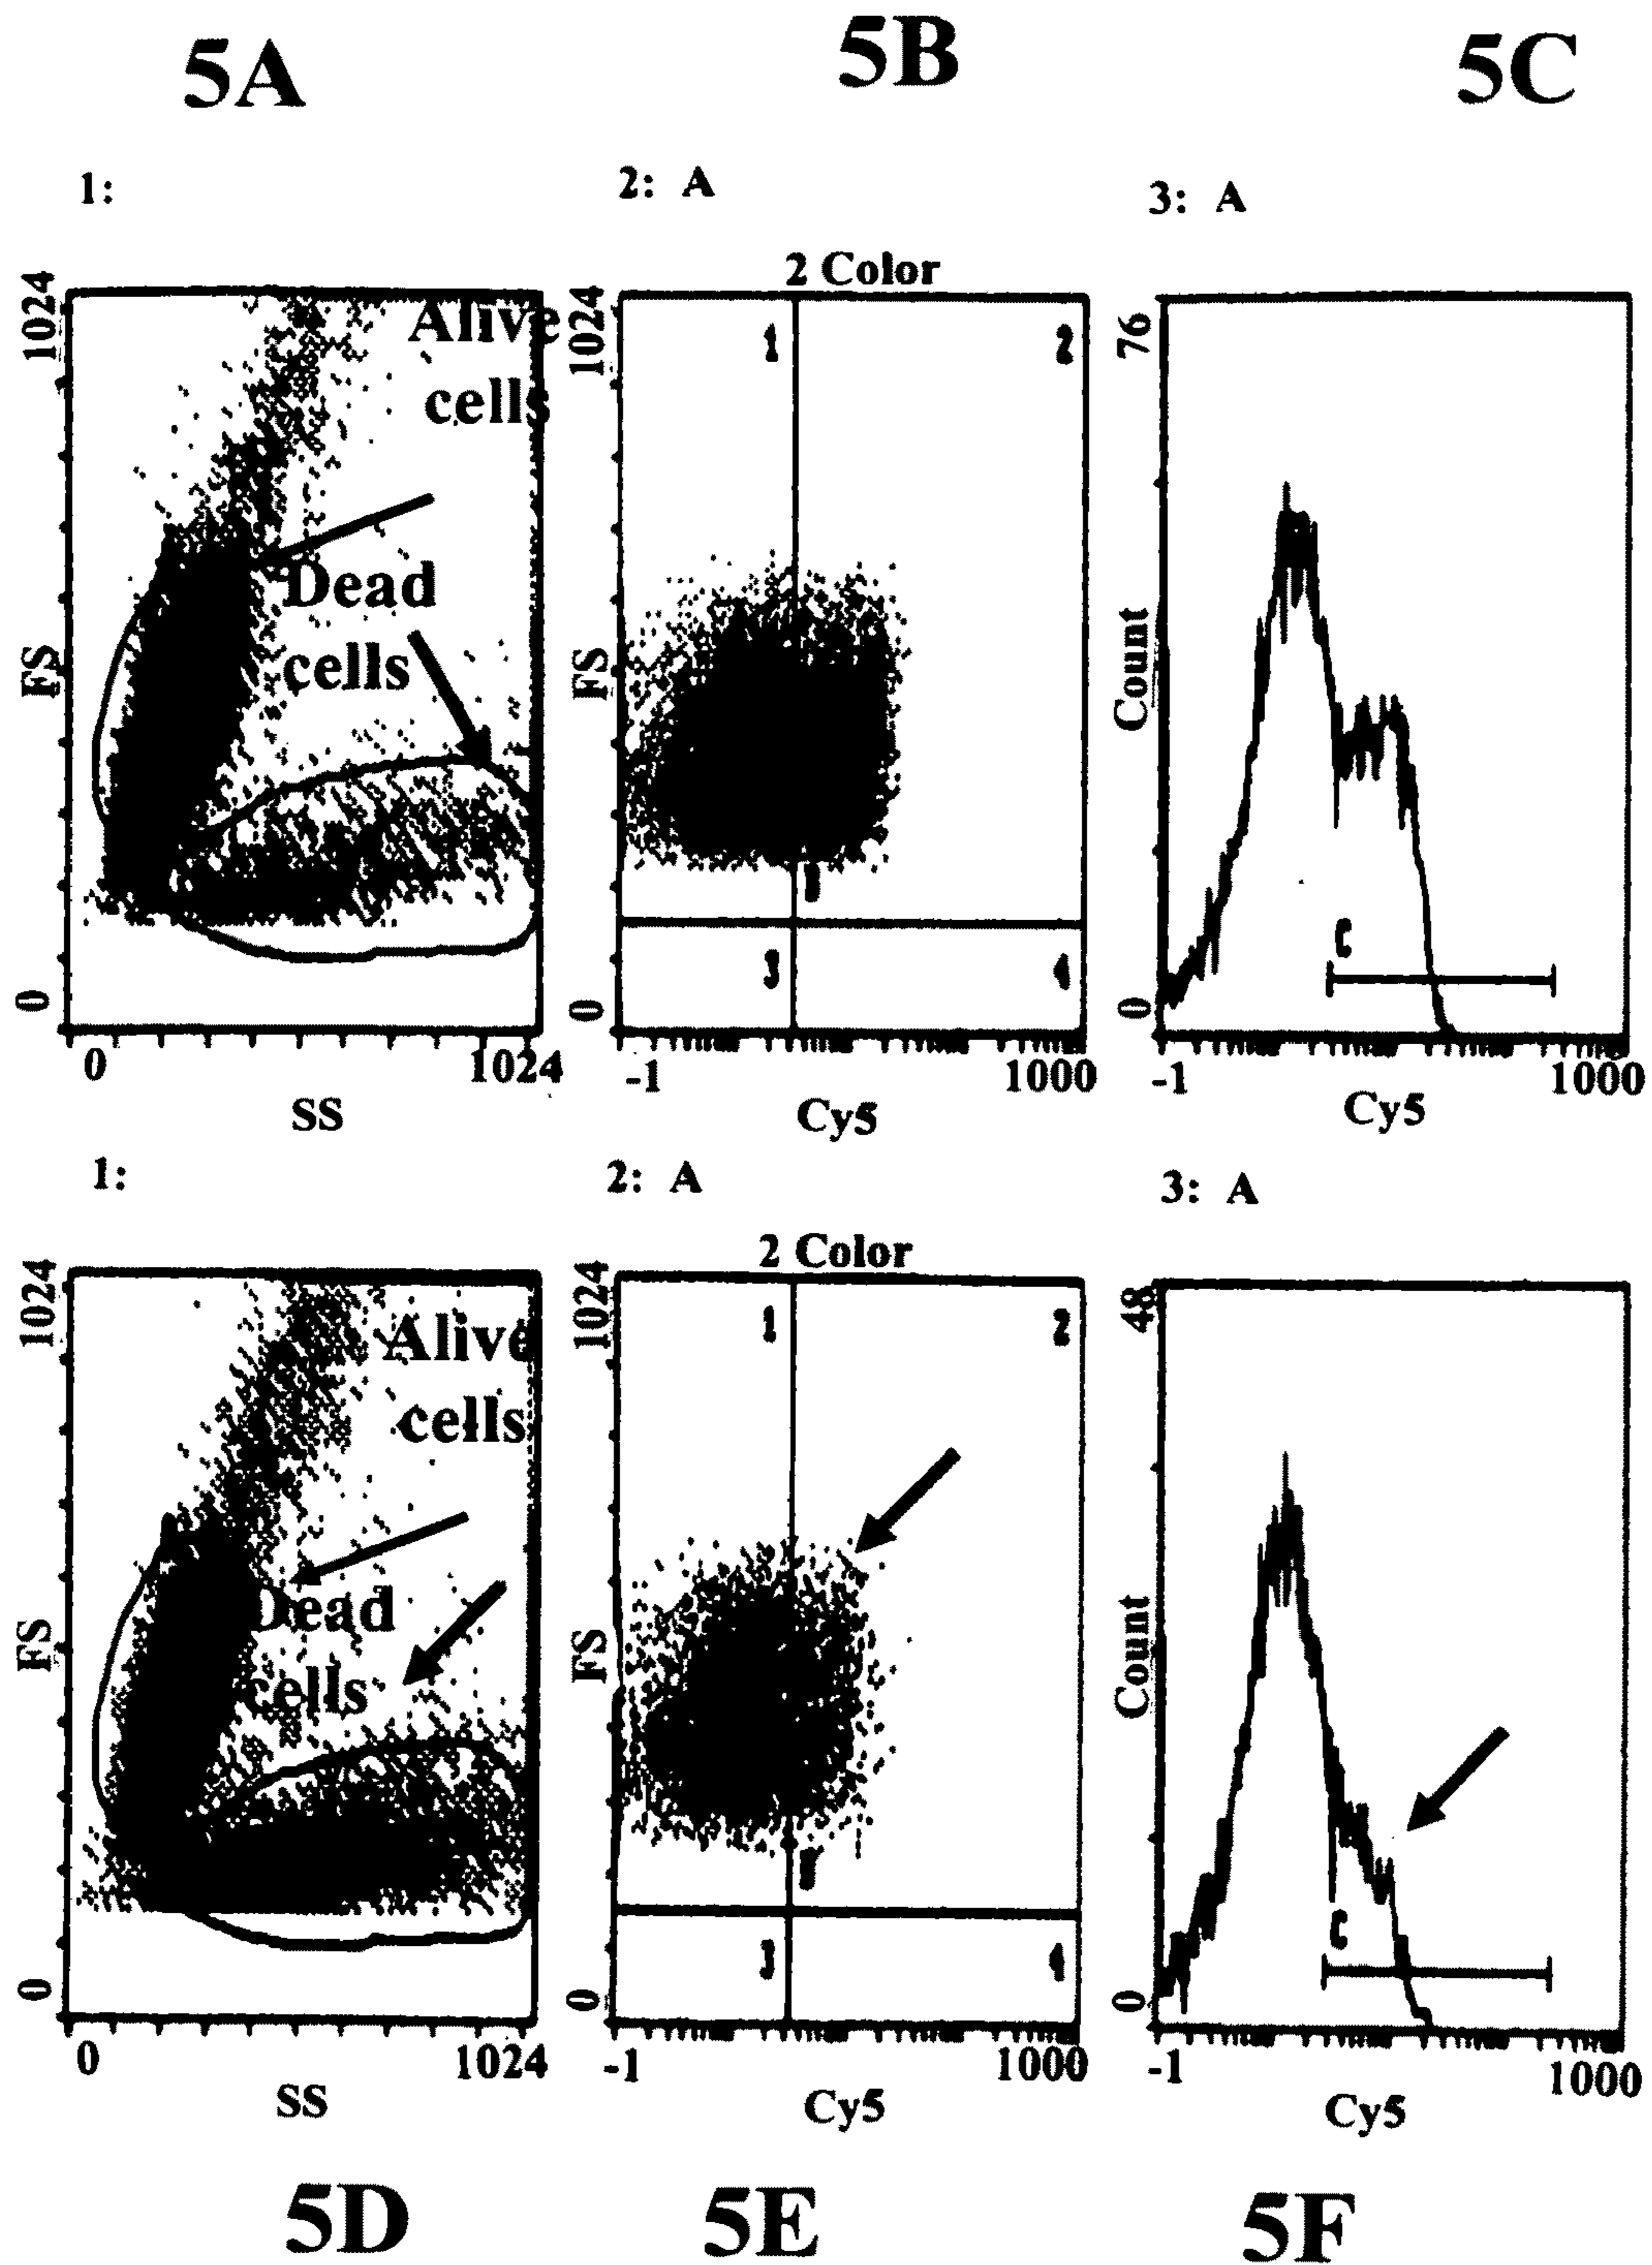 5A
5B
5C
1:
2: A
3: A
1024
FS
0
Alive
cells
Dead
cells
0
1024
SS
2 Color
1024
FS
0
1
2
3
4
-1
1000
Cy5
76
Count
0
C
-1
1000
Cy5
1:
2: A
3: A
1024
FS
0
Alive
cells
Dead
cells
0
1024
SS
2 Color
1024
FS
0
1
2
3
4
-1
1000
Cy5
48
Count
0
C
-1
1000
Cy5
5D
5E
5F